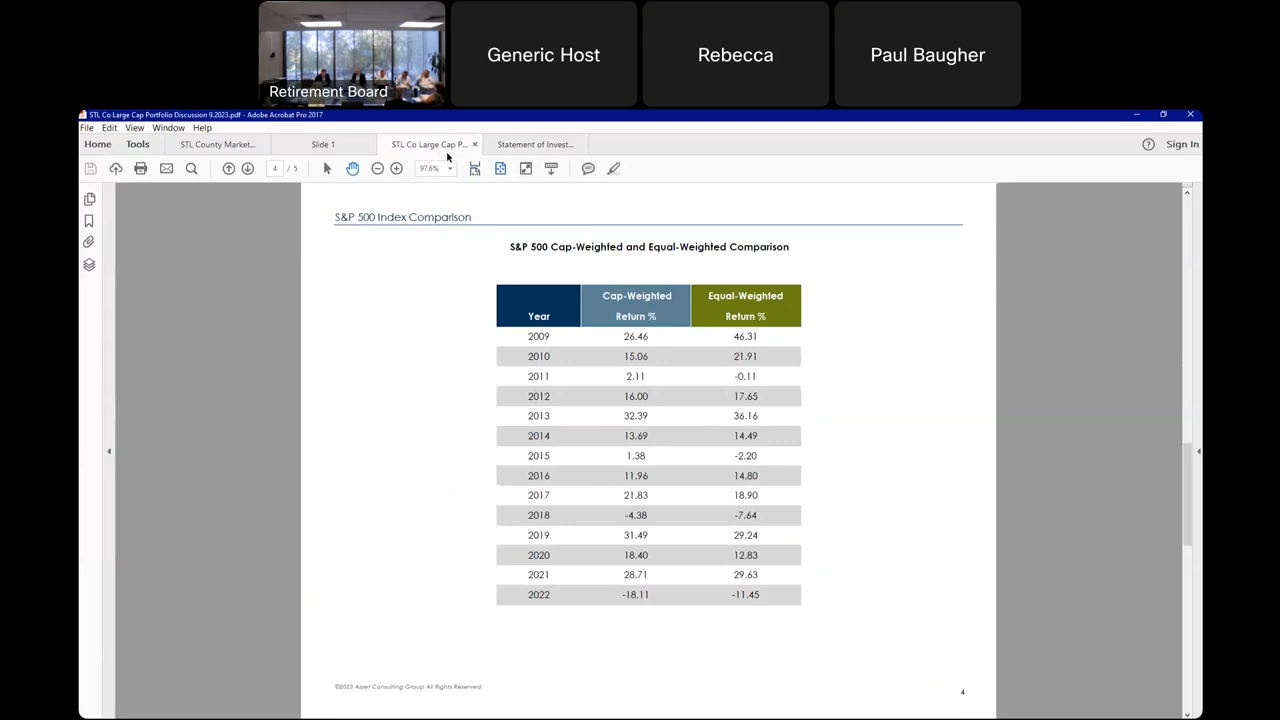 Retirement Board
Generic Host
Rebecca
Paul Baugher
STL Co Large Cap Portfolio Discussion 9.2023.pdf - Adobe Acrobat Pro 2017
File Edit View Window Help
Home Tools STL County Market... Slide 1 STL Co Large Cap P... × Statement of Invest... Sign In
4 / 5 97.6%
S&P 500 Index Comparison
S&P 500 Cap-Weighted and Equal-Weighted Comparison
Year Cap-Weighted Return % Equal-Weighted Return %
2009 26.46 46.31
2010 15.06 21.91
2011 2.11 -0.11
2012 16.00 17.65
2013 32.39 36.16
2014 13.69 14.49
2015 1.38 -2.20
2016 11.96 14.80
2017 21.83 18.90
2018 -4.38 -7.64
2019 31.49 29.24
2020 18.40 12.83
2021 28.71 29.63
2022 -18.11 -11.45
©2023 Asset Consulting Group All Rights Reserved
4